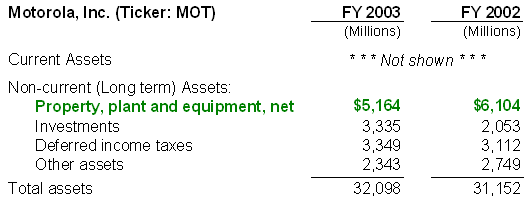 Motorola, Inc. (Ticker: MOT) FY 2003 FY 2002
(Millions) (Millions)
Current Assets * * * Not shown * * *
Non-current (Long term) Assets:
Property, plant and equipment, net $5,164 $6,104
Investments 3,335 2,053
Deferred income taxes 3,349 3,112
Other assets 2,343 2,749
Total assets 32,098 31,152